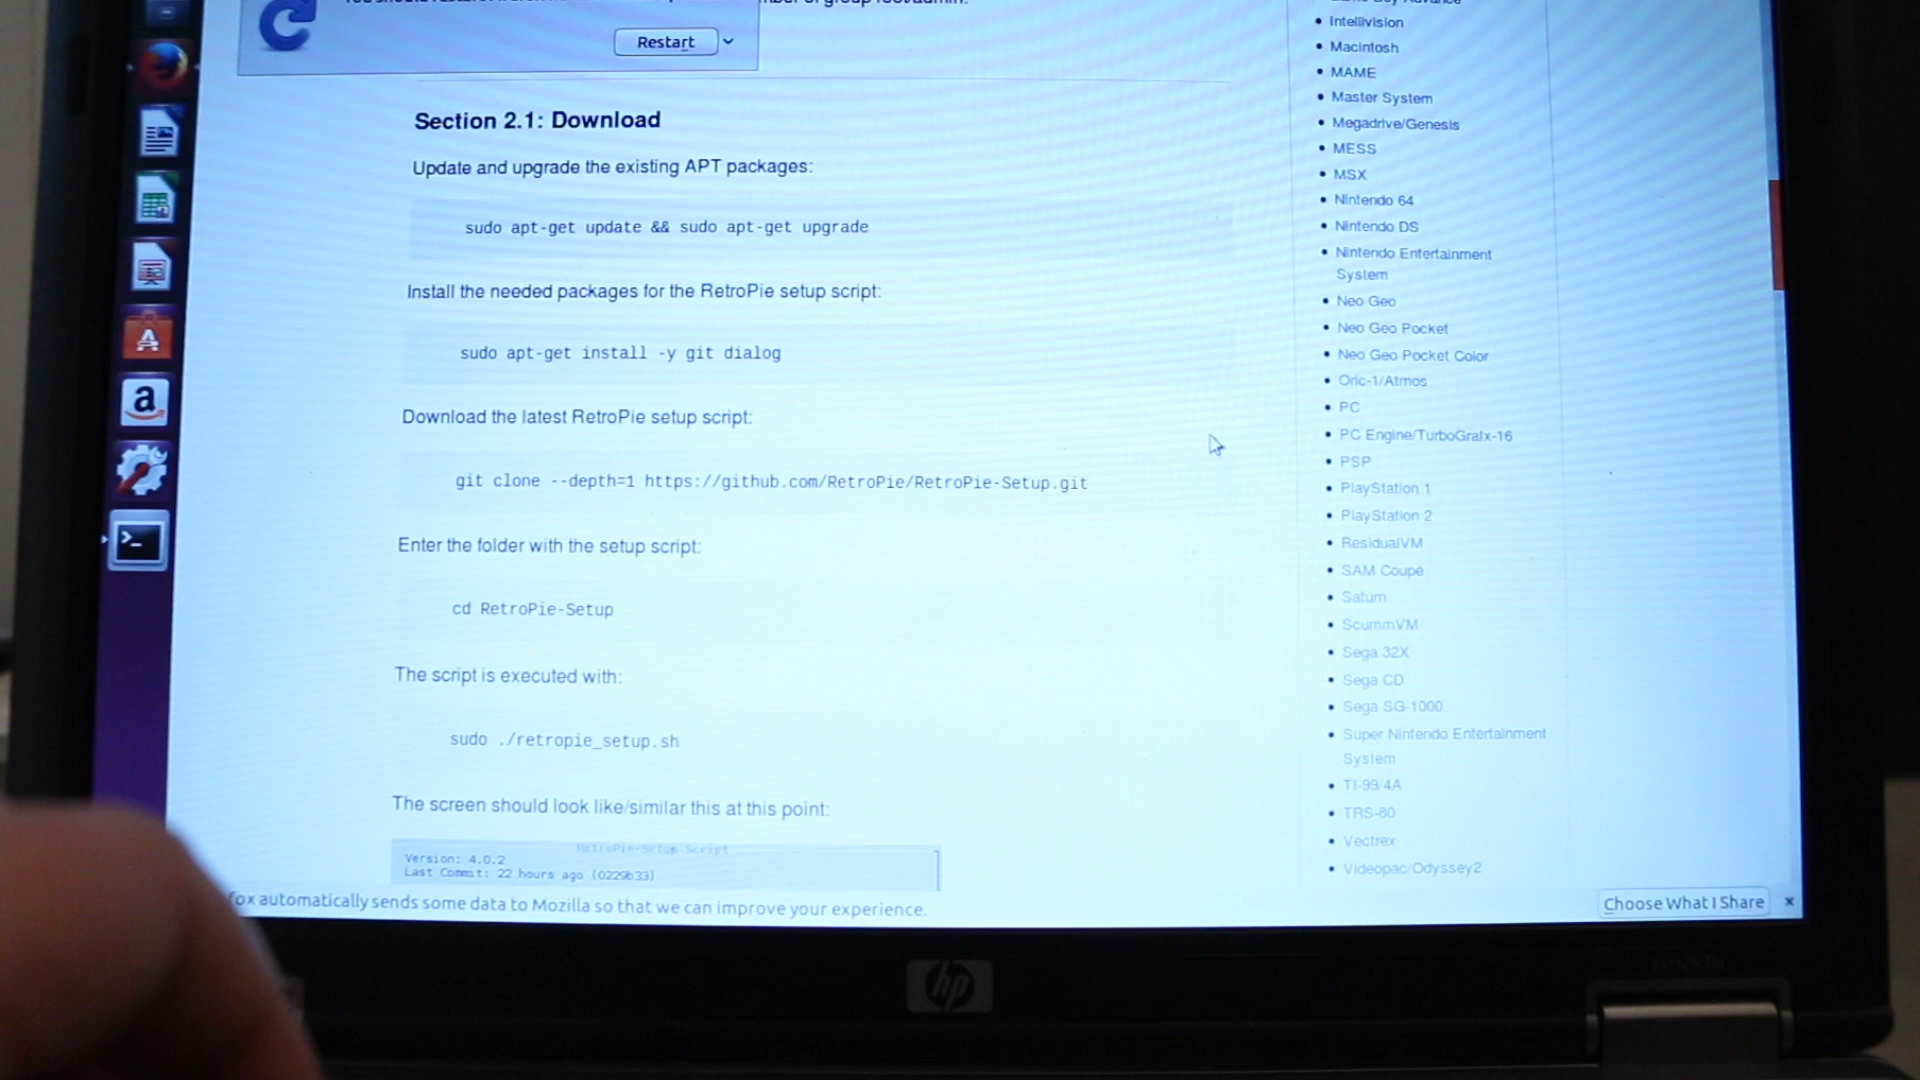 Restart
Section 2.1: Download
Update and upgrade the existing APT packages:
sudo apt-get update && sudo apt-get upgrade
Install the needed packages for the RetroPie setup script:
sudo apt-get install -y git dialog
Download the latest RetroPie setup script:
git clone --depth=1 https://github.com/RetroPie/RetroPie-Setup.git
Enter the folder with the setup script:
cd RetroPie-Setup
The script is executed with:
sudo ./retropie_setup.sh
The screen should look like/similar this at this point:
RetroPie-Setup Script
Version: 4.0.2
Last Commit: 22 hours ago (0229b33)
fox automatically sends some data to Mozilla so that we can improve your experience.
Choose What I Share
Intellivision
Macintosh
MAME
Master System
Megadrive/Genesis
MESS
MSX
Nintendo 64
Nintendo DS
Nintendo Entertainment
System
Neo Geo
Neo Geo Pocket
Neo Geo Pocket Color
Oric-1/Atmos
PC
PC Engine/TurboGrafx-16
PSP
PlayStation 1
PlayStation 2
ResidualVM
SAM Coupé
Saturn
ScummVM
Sega 32X
Sega CD
Sega SG-1000
Super Nintendo Entertainment
System
TI-99/4A
TRS-80
Vectrex
Videopac/Odyssey2
hp